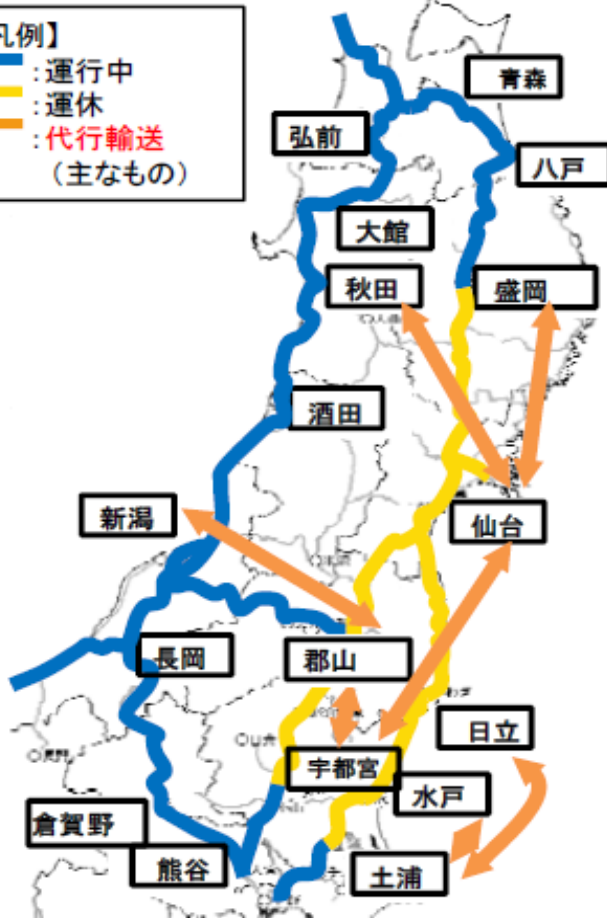 凡例】
：運行中
：運休
：代行輸送
（主なもの）
青森
弘前
八戸
大館
秋田
盛岡
酒田
新潟
仙台
長岡
郡山
日立
宇都宮
水戸
倉賀野
熊谷
土浦